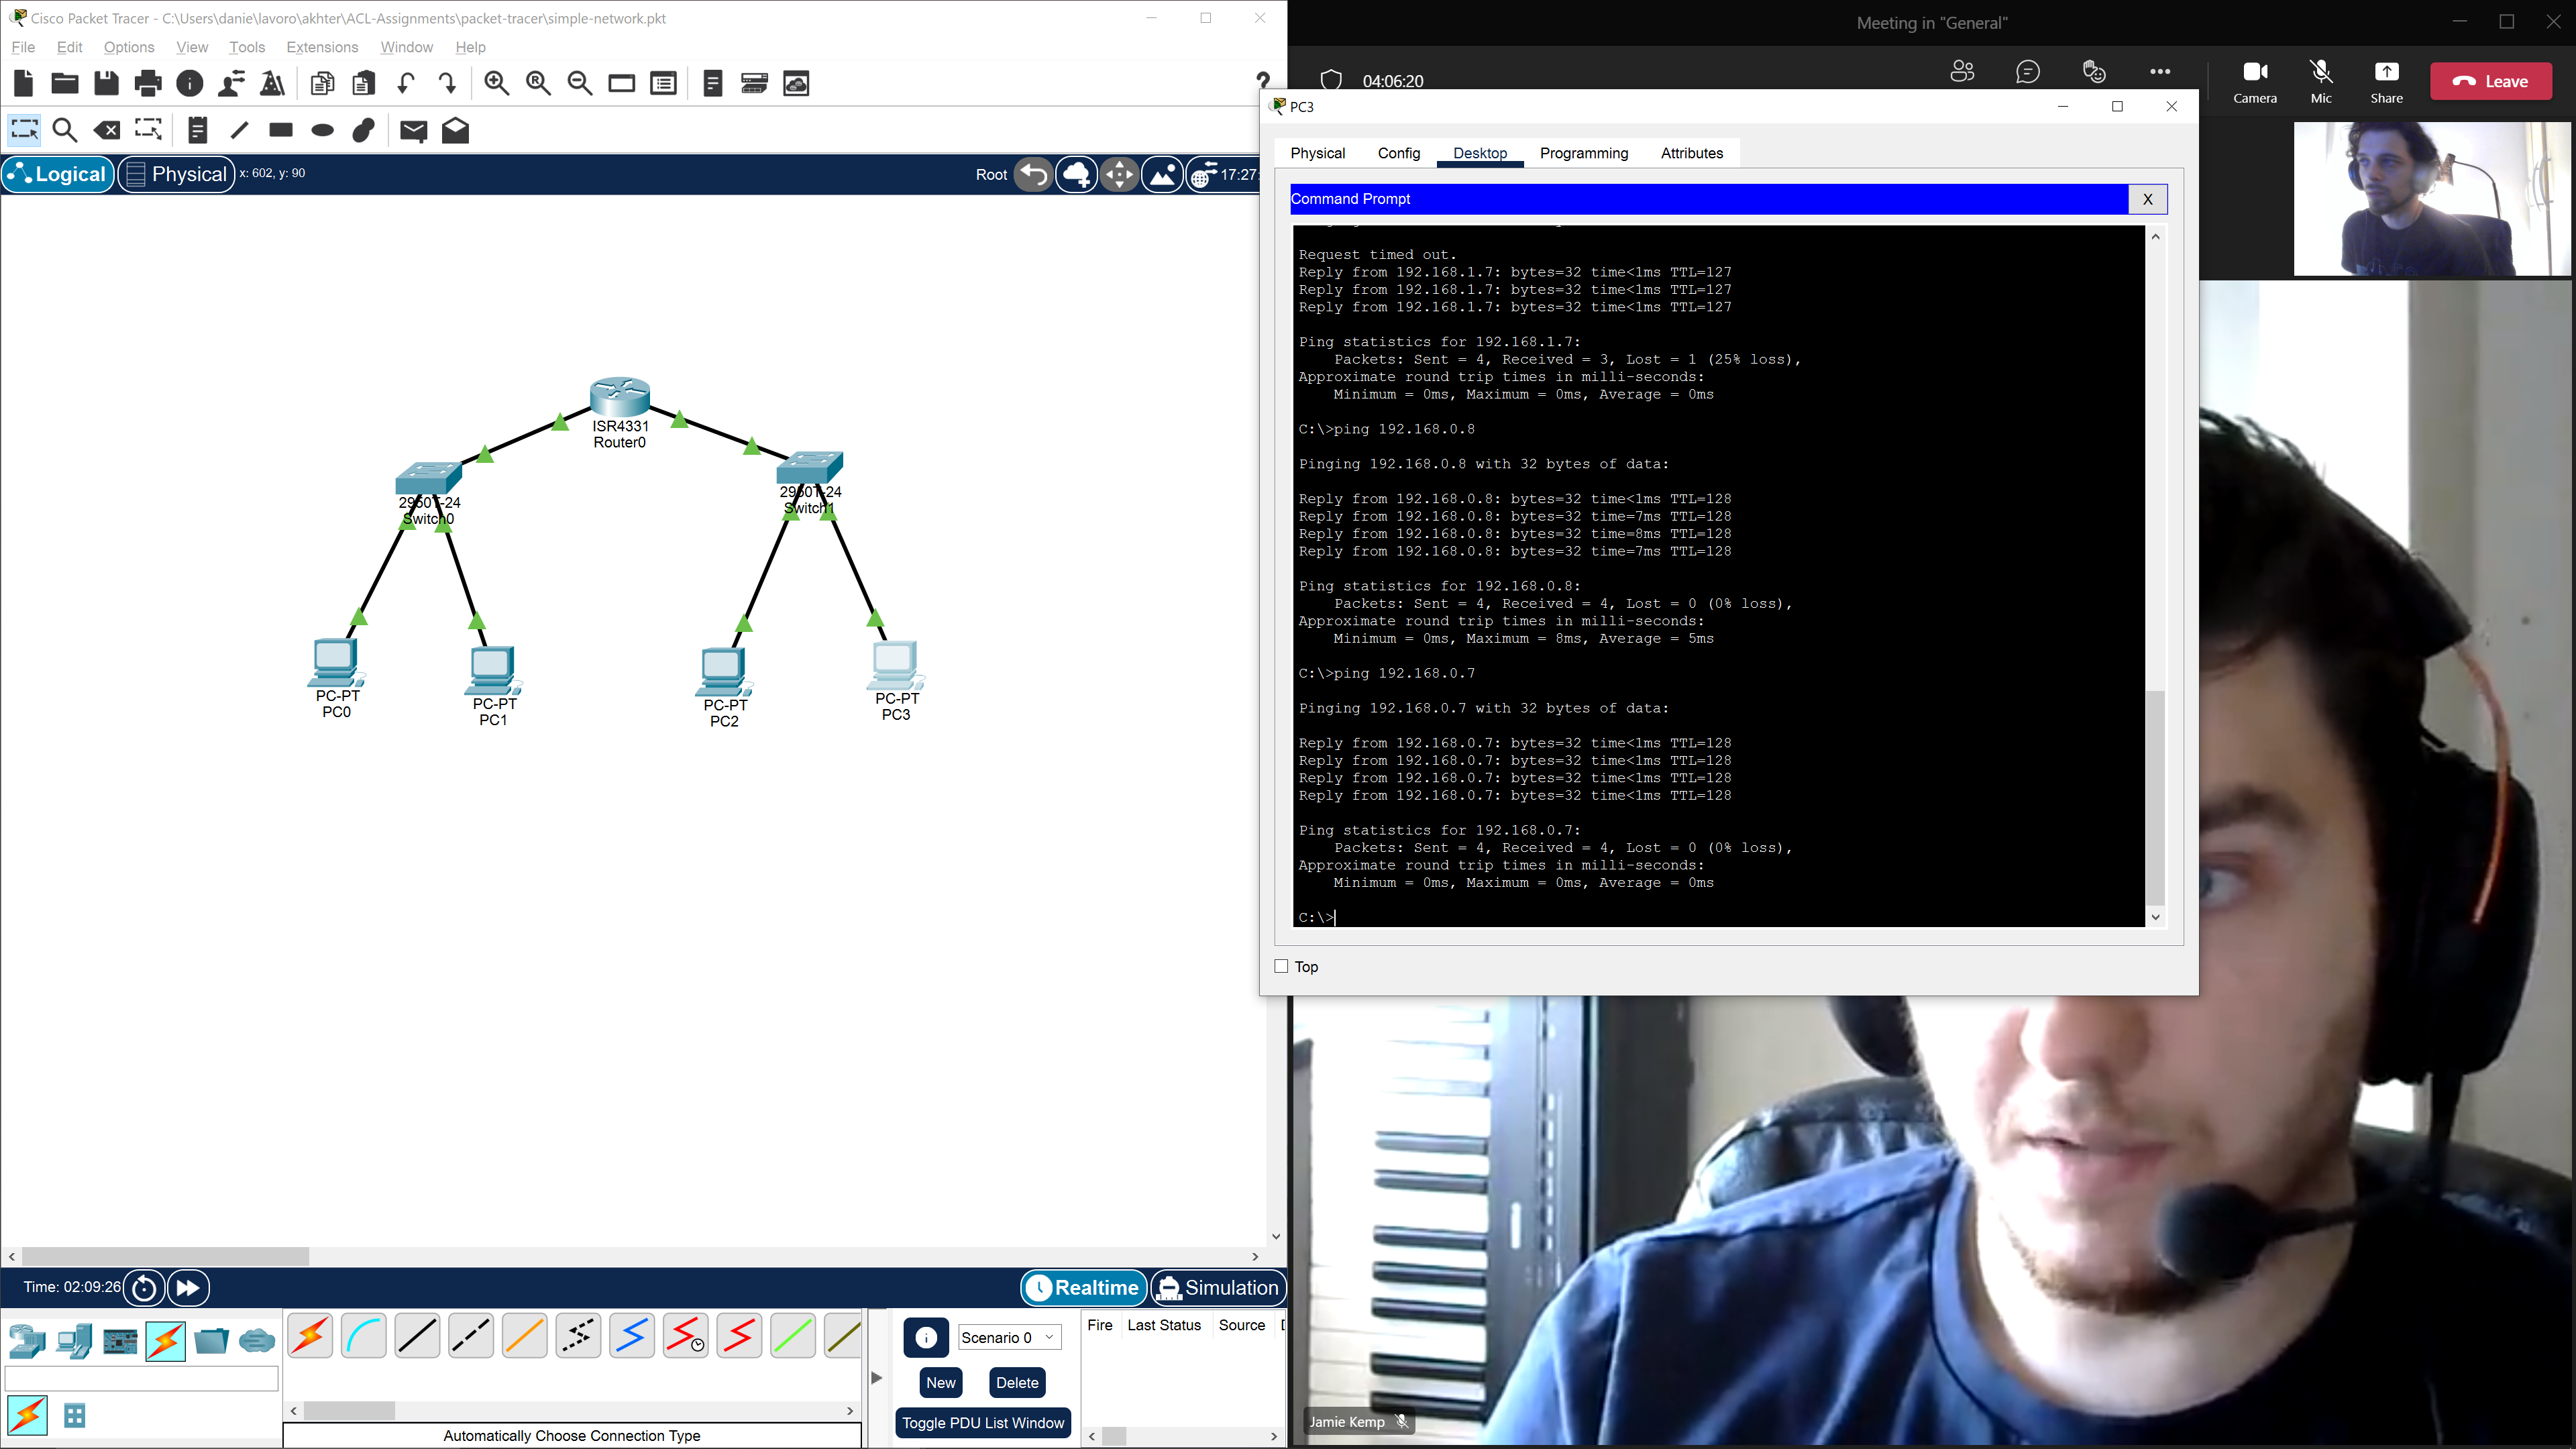 Cisco Packet Tracer - C:\Users\danie\lavoro\akhter\ACL-Assignments\packet-tracer\simple-network.pkt
File Edit Options View Tools Extensions Window Help
Logical Physical x: 602, y: 90
Root 17:27:
ISR4331
Router0
2950T-24
Switch0
2950T-24
Switch1
PC-PT
PC0
PC-PT
PC1
PC-PT
PC2
PC-PT
PC3
Time: 02:09:26
Realtime Simulation
Scenario 0
New Delete
Toggle PDU List Window
Fire Last Status Source
Automatically Choose Connection Type
Meeting in "General"
04:06:20
Camera Mic Share Leave
PC3
Physical Config Desktop Programming Attributes
Command Prompt X
Request timed out.
Reply from 192.168.1.7: bytes=32 time<1ms TTL=127
Reply from 192.168.1.7: bytes=32 time<1ms TTL=127
Reply from 192.168.1.7: bytes=32 time<1ms TTL=127
Ping statistics for 192.168.1.7:
Packets: Sent = 4, Received = 3, Lost = 1 (25% loss),
Approximate round trip times in milli-seconds:
Minimum = 0ms, Maximum = 0ms, Average = 0ms
C:\>ping 192.168.0.8
Pinging 192.168.0.8 with 32 bytes of data:
Reply from 192.168.0.8: bytes=32 time<1ms TTL=128
Reply from 192.168.0.8: bytes=32 time=7ms TTL=128
Reply from 192.168.0.8: bytes=32 time=8ms TTL=128
Reply from 192.168.0.8: bytes=32 time=7ms TTL=128
Ping statistics for 192.168.0.8:
Packets: Sent = 4, Received = 4, Lost = 0 (0% loss),
Approximate round trip times in milli-seconds:
Minimum = 0ms, Maximum = 8ms, Average = 5ms
C:\>ping 192.168.0.7
Pinging 192.168.0.7 with 32 bytes of data:
Reply from 192.168.0.7: bytes=32 time<1ms TTL=128
Reply from 192.168.0.7: bytes=32 time<1ms TTL=128
Reply from 192.168.0.7: bytes=32 time<1ms TTL=128
Reply from 192.168.0.7: bytes=32 time<1ms TTL=128
Ping statistics for 192.168.0.7:
Packets: Sent = 4, Received = 4, Lost = 0 (0% loss),
Approximate round trip times in milli-seconds:
Minimum = 0ms, Maximum = 0ms, Average = 0ms
C:\>
Top
Jamie Kemp